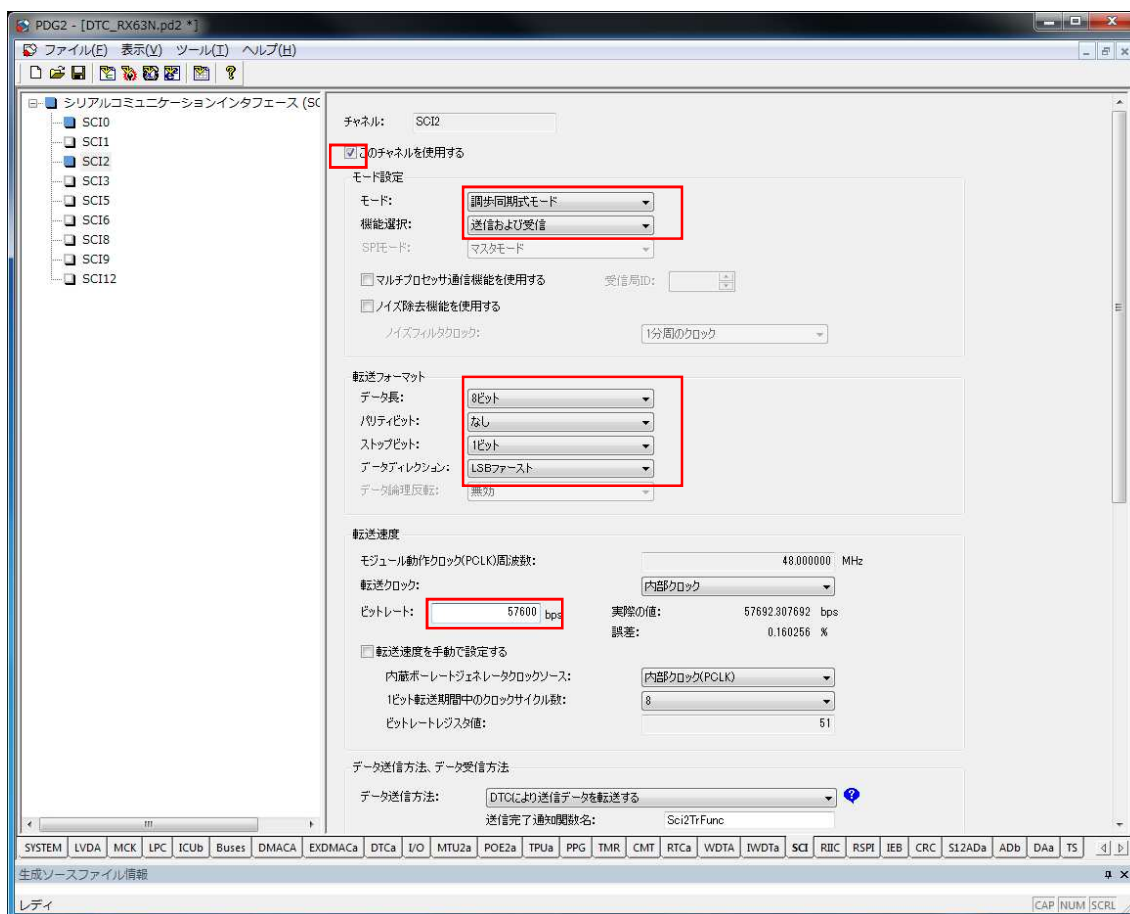 PDG2 - [DTC_RX63N.pd2 *]
ファイル(F) 表示(V) ツール(T) ヘルプ(H)
シリアルコミュニケーションインタフェース (SC
SCI0
SCI1
SCI2
SCI3
SCI5
SCI6
SCI8
SCI9
SCI12
チャネル: SCI2
このチャネルを使用する
モード設定
モード: 調歩同期式モード
機能選択: 送信および受信
SPIモード: マスタモード
マルチプロセッサ通信機能を使用する 受信局ID:
ノイズ除去機能を使用する
ノイズフィルタクロック: 1分周のクロック
転送フォーマット
データ長: 8ビット
パリティビット: なし
ストップビット: 1ビット
データディレクション: LSBファースト
データ論理反転: 無効
転送速度
モジュール動作クロック(PCLK)周波数: 48.000000 MHz
転送クロック: 内部クロック
ビットレート: 57600 bps 実際の値: 57692.307692 bps
誤差: 0.160256 %
転送速度を手動で設定する
内蔵ボーレートジェネレータクロックソース: 内部クロック(PCLK)
1ビット転送期間中のクロックサイクル数: 8
ビットレートレジスタ値: 51
データ送信方法、データ受信方法
データ送信方法: DTCにより送信データを転送する
送信完了通知関数名: Sci2TrFunc
SYSTEM LVDA MCK LPC ICUb Buses DMACA EXDMACa DTCa I/O MTU2a POE2a TPUa PPG TMR CMT RTCa WDTA IWDTa SCI RIIC RSPI IEB CRC S12ADa ADb DAa TS
生成ソースファイル情報
レディ CAP NUM SCRL